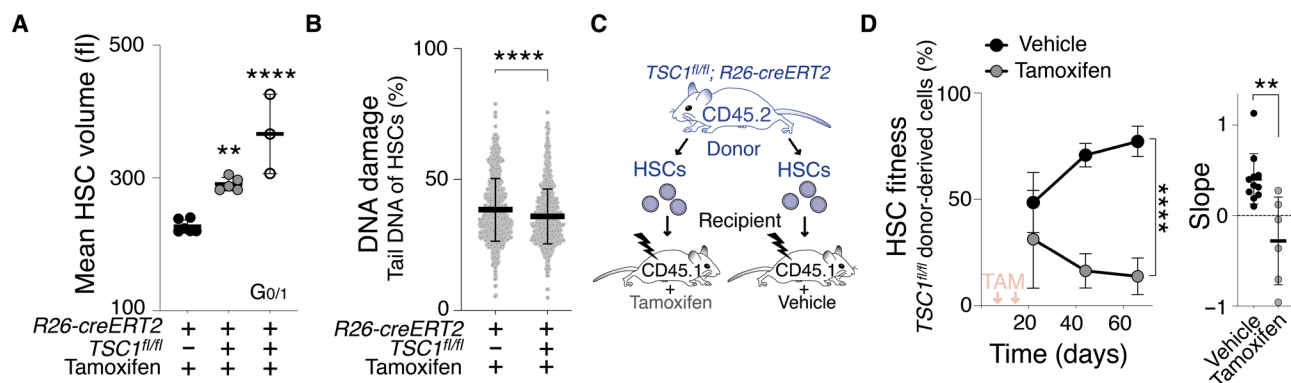 A
Mean HSC volume (fl)
500
300
100
**
****
G0/1
R26-creERT2 + + +
TSC1fl/fl − + +
Tamoxifen + + +
B
DNA damage
Tail DNA of HSCs (%)
100
50
0
****
R26-creERT2 + +
TSC1fl/fl − +
Tamoxifen + +
C
TSC1fl/fl; R26-creERT2
CD45.2
Donor
HSCs HSCs
Recipient
CD45.1 CD45.1
+ +
Tamoxifen Vehicle
D
Vehicle
Tamoxifen
HSC fitness
TSC1fl/fl donor-derived cells (%)
100
50
0
TAM
****
20 40 60
Time (days)
**
Slope
1
0
−1
Vehicle
Tamoxifen